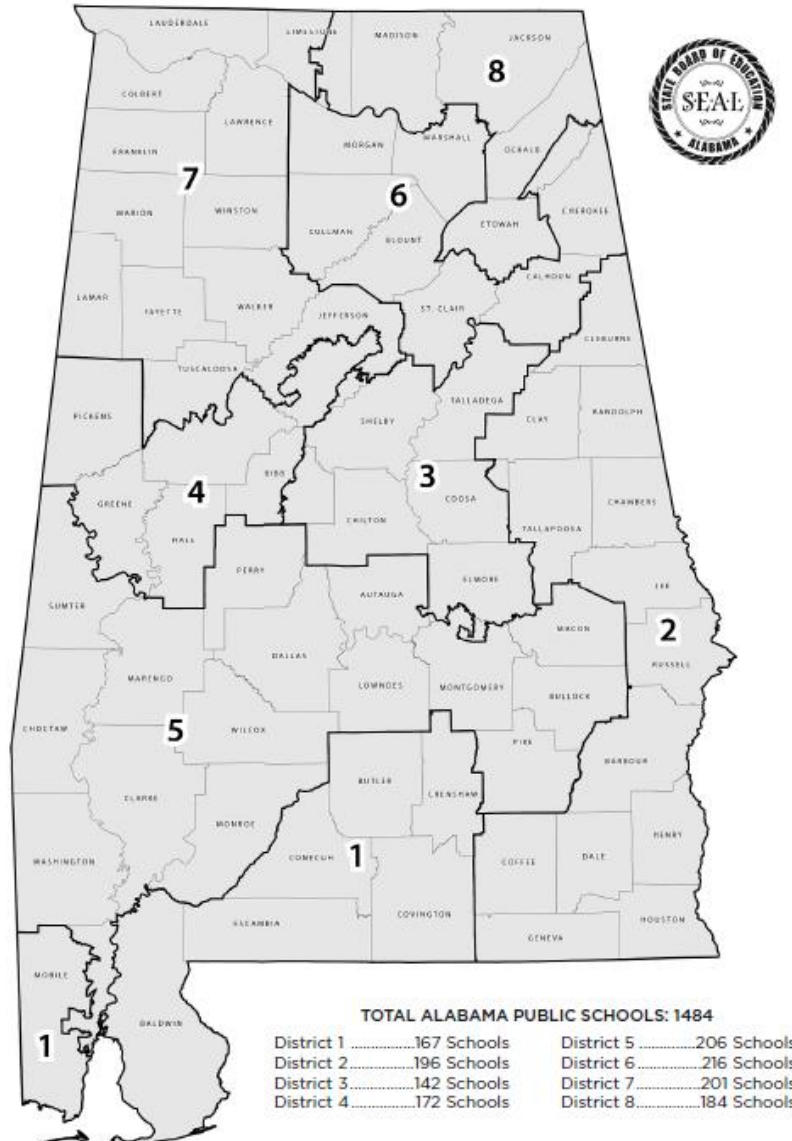 LAUDERDALE
LIMESTONE
MADISON
JACKSON
8
STATE BOARD OF EDUCATION
SEAL
ALABAMA
COLBERT
LAWRENCE
FRANKLIN
MORGAN
MARSHALL
DEKALB
7
6
MARION
WINSTON
CULLMAN
BLOUNT
ETOWAH
CHEROKEE
CALHOUN
LAMAR
FAYETTE
WALKER
JEFFERSON
ST. CLAIR
CLEBURNE
TUSCALOOSA
PICKENS
SHELBY
TALLADEGA
CLAY
RANDOLPH
4
BIBB
3
GREENE
HALE
CHILTON
COOSA
TALLAPOOSA
CHAMBERS
PERRY
AUTAUGA
ELMORE
LEE
SUMTER
MACON
2
RUSSELL
MARENGO
DALLAS
LOWNDES
MONTGOMERY
BULLOCK
CHOCTAW
5
WILCOX
PIKE
BARBOUR
CLARKE
BUTLER
CRENSHAW
MONROE
WASHINGTON
CONECUH
1
COFFEE
DALE
HENRY
ESCAMBIA
COVINGTON
GENEVA
HOUSTON
MOBILE
1
BALDWIN
TOTAL ALABAMA PUBLIC SCHOOLS: 1484
District 1 ..............167 Schools
District 2..............196 Schools
District 3..............142 Schools
District 4..............172 Schools
District 5 ..............206 Schools
District 6 ..............216 Schools
District 7..............201 Schools
District 8..............184 Schools